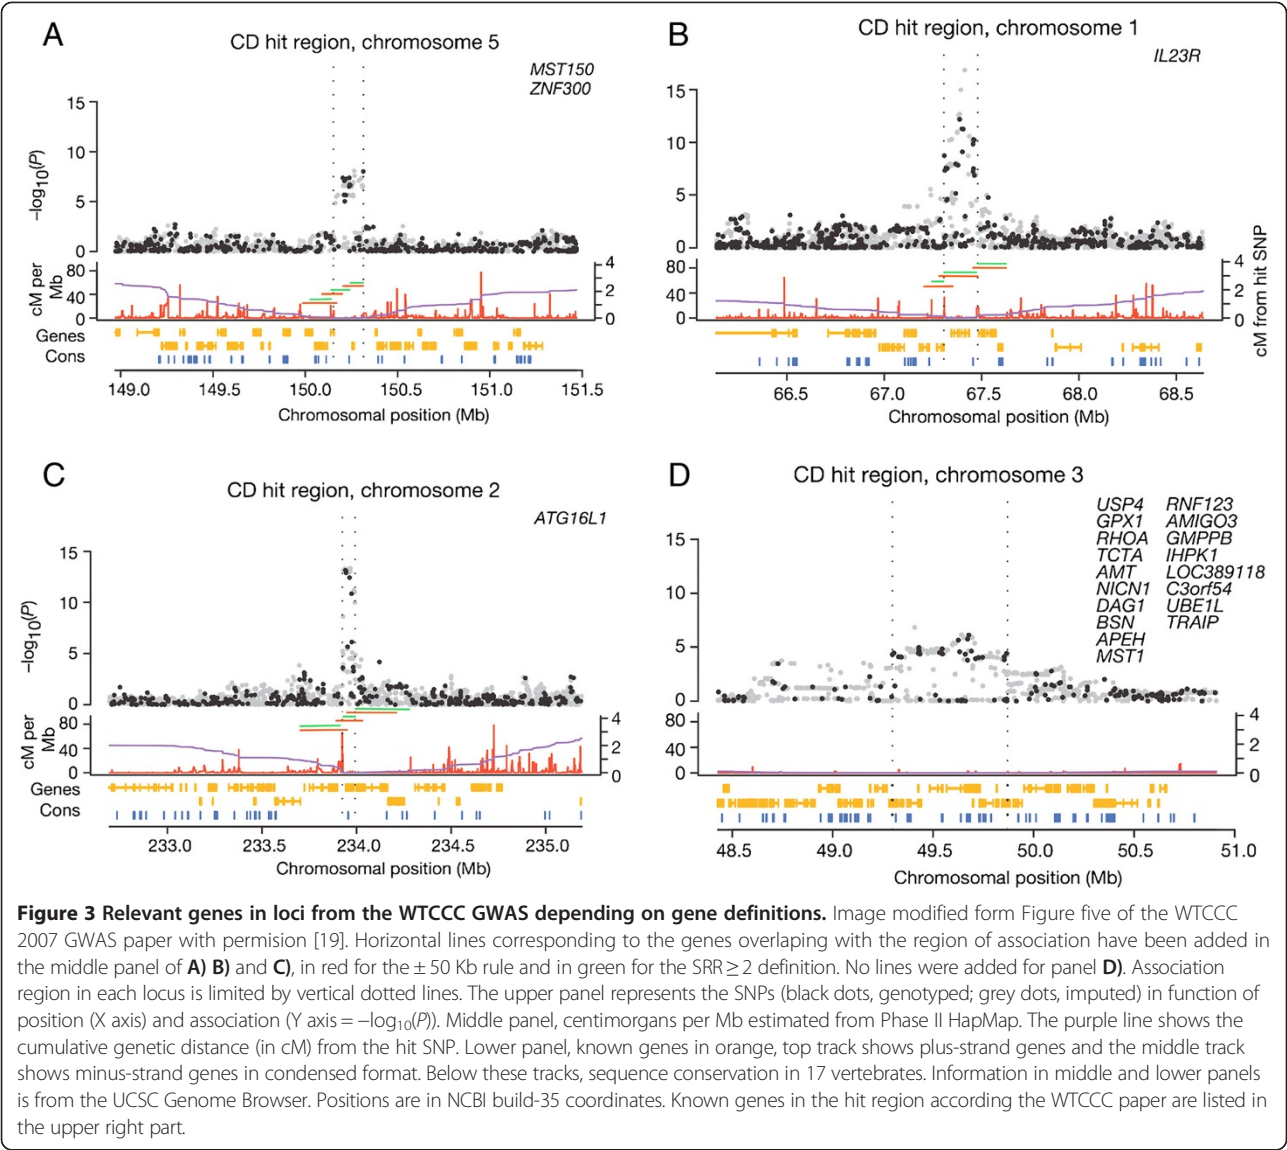 A
CD hit region, chromosome 5
MST150
ZNF300
15
10
5
0
−log10(P)
80
40
0
cM per
Mb
4
2
0
Genes
Cons
149.0 149.5 150.0 150.5 151.0 151.5
Chromosomal position (Mb)
B
CD hit region, chromosome 1
IL23R
15
10
5
0
80
40
0
4
2
0
cM from hit SNP
66.5 67.0 67.5 68.0 68.5
Chromosomal position (Mb)
C
CD hit region, chromosome 2
ATG16L1
15
10
5
0
−log10(P)
80
40
0
cM per
Mb
4
2
0
Genes
Cons
233.0 233.5 234.0 234.5 235.0
Chromosomal position (Mb)
D
CD hit region, chromosome 3
USP4 RNF123
GPX1 AMIGO3
RHOA GMPPB
TCTA IHPK1
AMT LOC389118
NICN1 C3orf54
DAG1 UBE1L
BSN TRAIP
APEH
MST1
15
10
5
0
80
40
0
4
2
0
48.5 49.0 49.5 50.0 50.5 51.0
Chromosomal position (Mb)
Figure 3 Relevant genes in loci from the WTCCC GWAS depending on gene definitions. Image modified form Figure five of the WTCCC
2007 GWAS paper with permision [19]. Horizontal lines corresponding to the genes overlaping with the region of association have been added in
the middle panel of A) B) and C), in red for the ± 50 Kb rule and in green for the SRR ≥ 2 definition. No lines were added for panel D). Association
region in each locus is limited by vertical dotted lines. The upper panel represents the SNPs (black dots, genotyped; grey dots, imputed) in function of
position (X axis) and association (Y axis = −log10(P)). Middle panel, centimorgans per Mb estimated from Phase II HapMap. The purple line shows the
cumulative genetic distance (in cM) from the hit SNP. Lower panel, known genes in orange, top track shows plus-strand genes and the middle track
shows minus-strand genes in condensed format. Below these tracks, sequence conservation in 17 vertebrates. Information in middle and lower panels
is from the UCSC Genome Browser. Positions are in NCBI build-35 coordinates. Known genes in the hit region according the WTCCC paper are listed in
the upper right part.